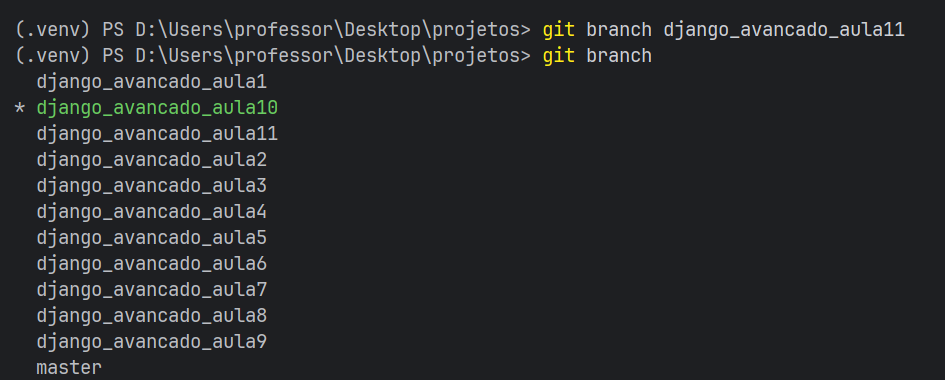 (.venv) PS D:\Users\professor\Desktop\projetos> git branch django_avancado_aula11
(.venv) PS D:\Users\professor\Desktop\projetos> git branch
  django_avancado_aula1
* django_avancado_aula10
  django_avancado_aula11
  django_avancado_aula2
  django_avancado_aula3
  django_avancado_aula4
  django_avancado_aula5
  django_avancado_aula6
  django_avancado_aula7
  django_avancado_aula8
  django_avancado_aula9
  master